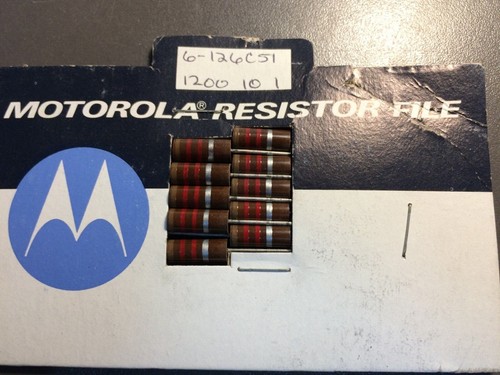 6-126C51
1200 10 1
MOTOROLA® RESISTOR FILE